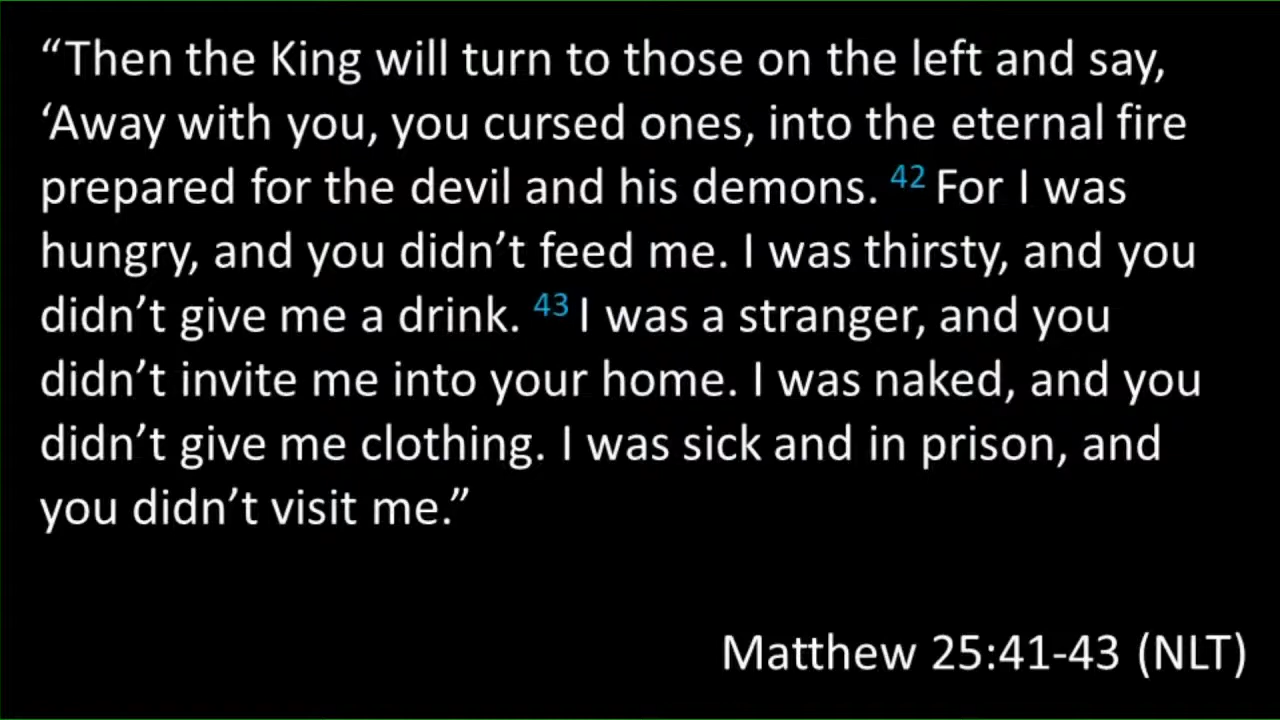 “Then the King will turn to those on the left and say,
‘Away with you, you cursed ones, into the eternal fire
prepared for the devil and his demons. 42 For I was
hungry, and you didn’t feed me. I was thirsty, and you
didn’t give me a drink. 43 I was a stranger, and you
didn’t invite me into your home. I was naked, and you
didn’t give me clothing. I was sick and in prison, and
you didn’t visit me.”
Matthew 25:41-43 (NLT)